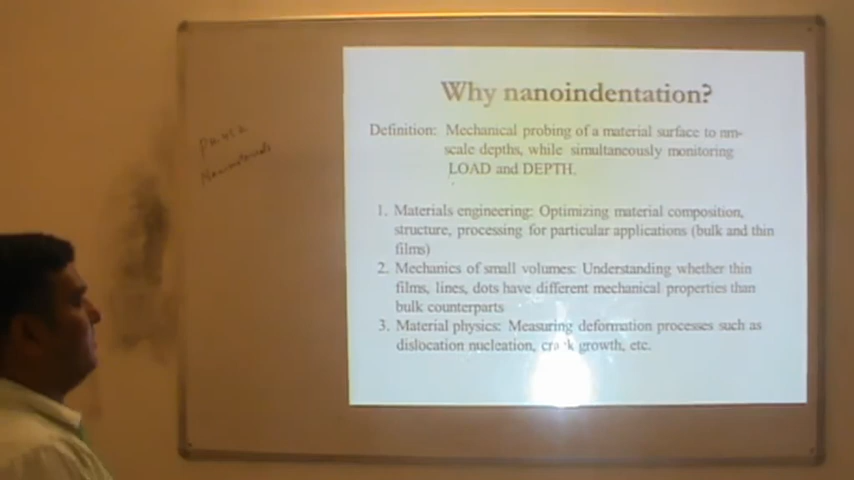 Why nanoindentation?
Definition: Mechanical probing of a material surface to nm-
scale depths, while simultaneously monitoring
LOAD and DEPTH.
1. Materials engineering: Optimizing material composition,
structure, processing for particular applications (bulk and thin
films)
2. Mechanics of small volumes: Understanding whether thin
films, lines, dots have different mechanical properties than
bulk counterparts
3. Material physics: Measuring deformation processes such as
dislocation nucleation, crack growth, etc.